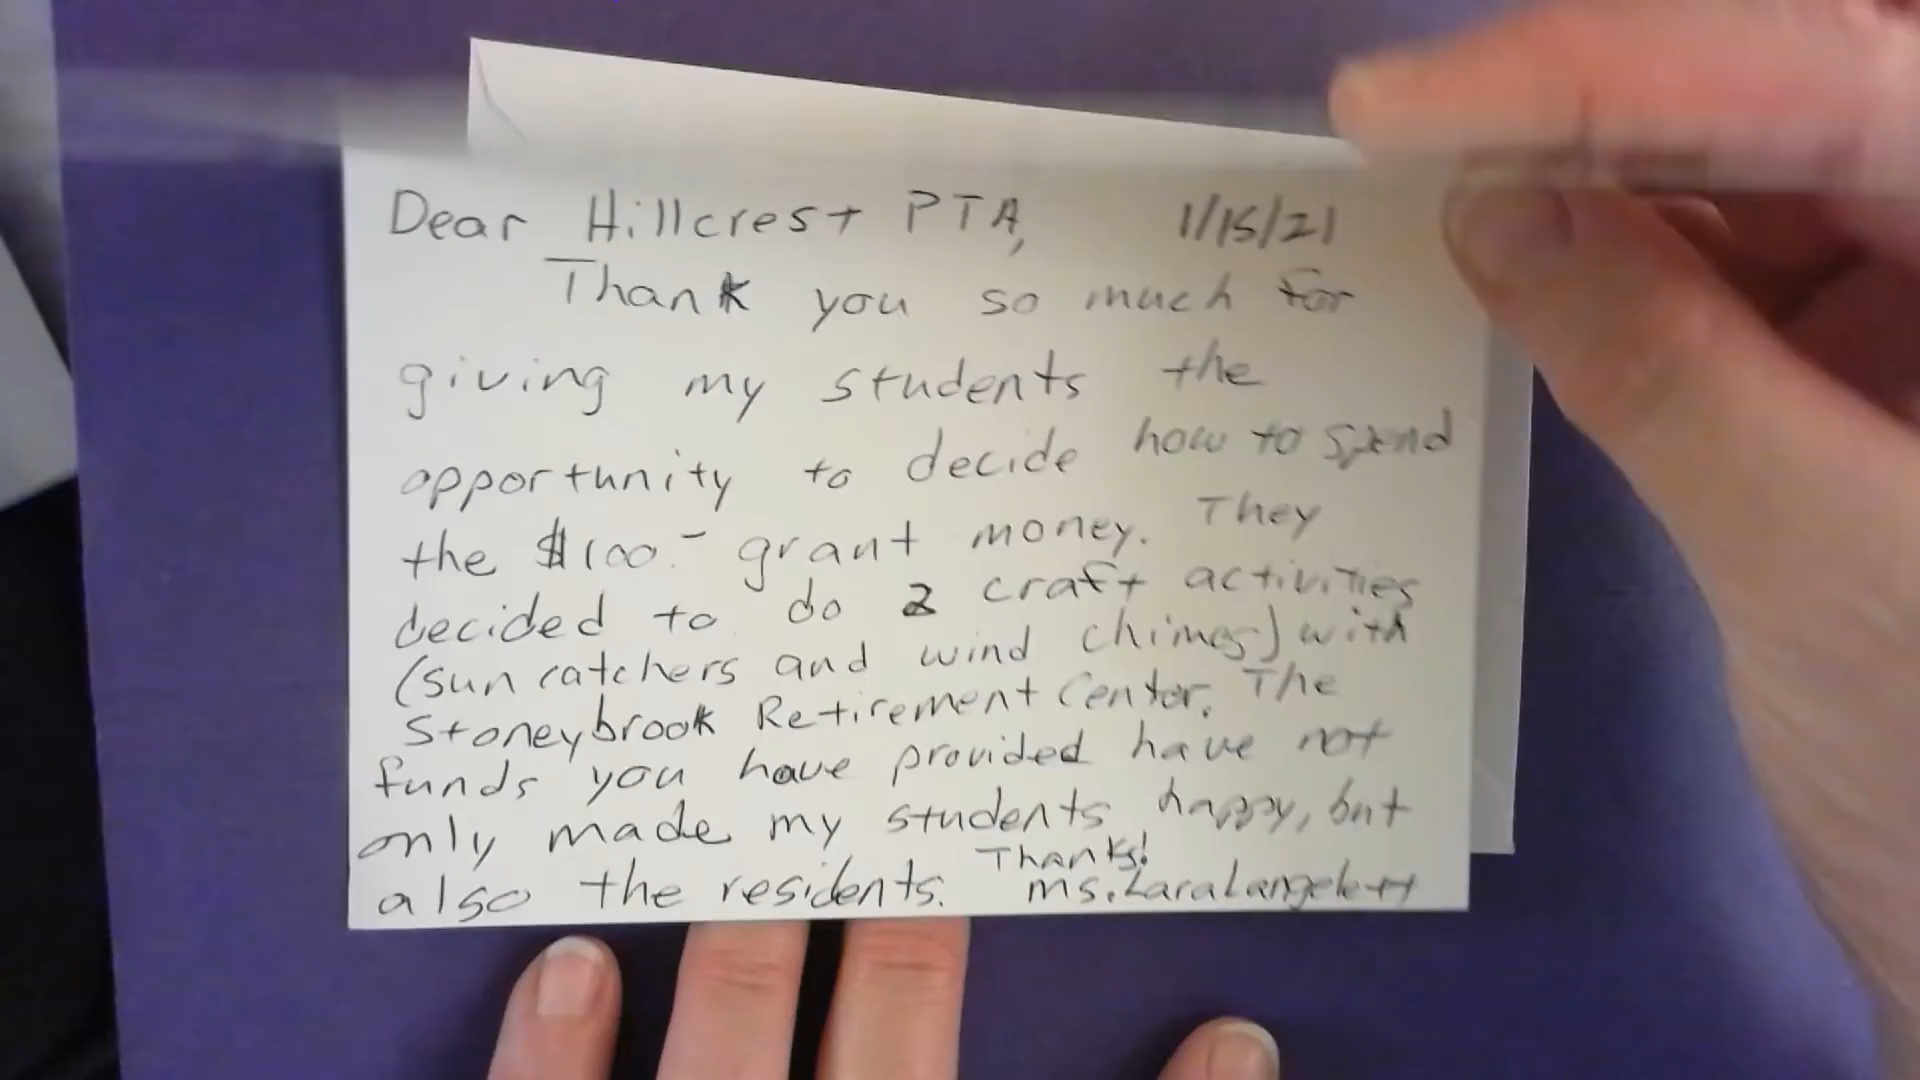 Dear Hillcrest PTA, 1/15/21
Thank you so much for
giving my students the
opportunity to decide how to spend
the $100.- grant money. They
decided to do 2 craft activities
(sun catchers and wind chimes) with
Stoneybrook Retirement Center. The
funds you have provided have not
only made my students happy, but
also the residents. Thanks!
Ms. Lara Langelett